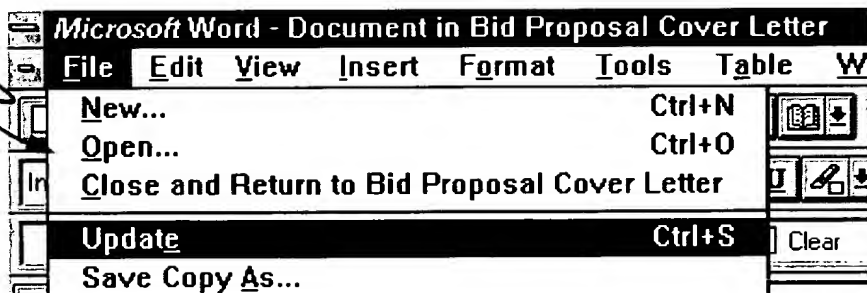 Microsoft Word - Document in Bid Proposal Cover Letter
File Edit View Insert Format Tools Table W
New... Ctrl+N
Open... Ctrl+O
Close and Return to Bid Proposal Cover Letter
In U
Update Ctrl+S Clear
Save Copy As...